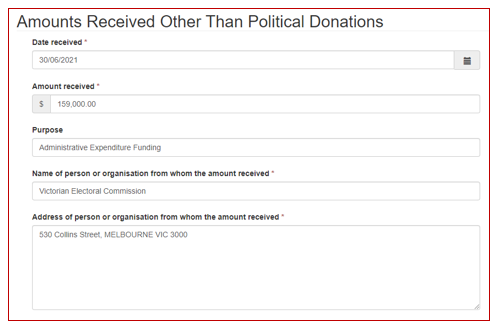 Amounts Received Other Than Political Donations
Date received *
30/06/2021
Amount received *
$ 159,000.00
Purpose
Administrative Expenditure Funding
Name of person or organisation from whom the amount received *
Victorian Electoral Commission
Address of person or organisation from whom the amount received *
530 Collins Street, MELBOURNE VIC 3000